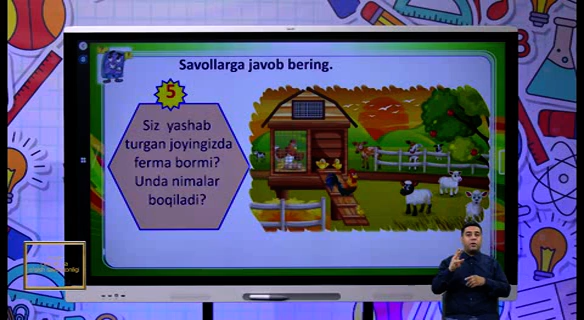 Savollarga javob bering.
5
Siz yashab
turgan joyingizda
ferma bormi?
Unda nimalar
boqiladi?